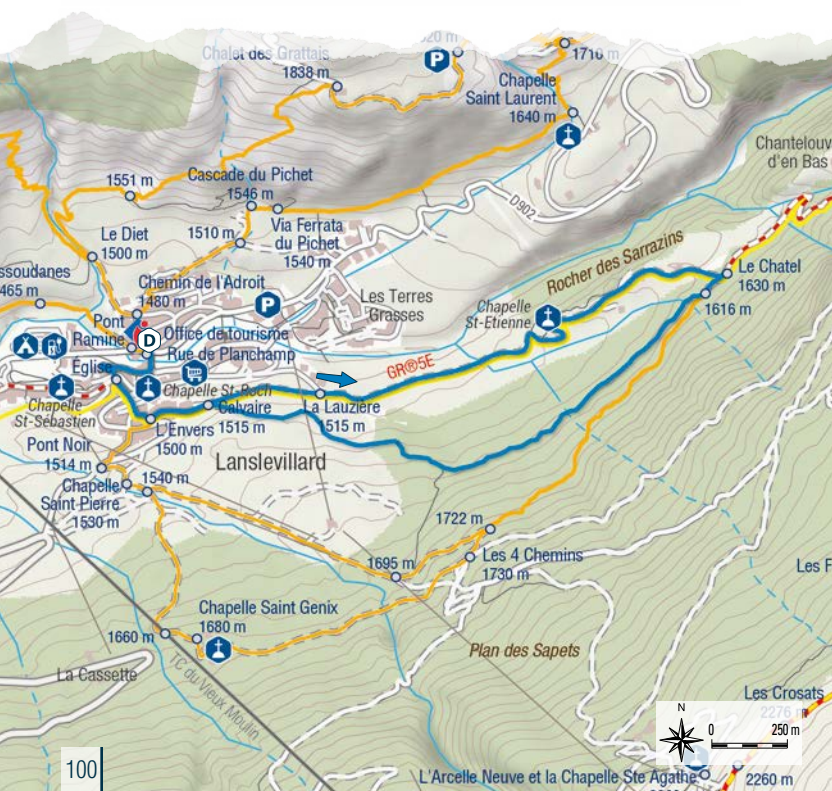 20 m
1710 m
Chalet des Grattais
1838 m
P
Chapelle
Saint Laurent
1640 m
Chantelouv
d'en Bas
D902
1551 m
Cascade du Pichet
1546 m
Via Ferrata
du Pichet
1540 m
1510 m
Le Diet
1500 m
Rocher des Sarrazins
ssoudanes
465 m
Chemin de l'Adroit
1480 m
P
Les Terres
Grasses
Le Chatel
1630 m
1616 m
Chapelle
St-Etienne
Pont
Ramine
D
Office de tourisme
Rue de Planchamp
Église
GR®5E
Chapelle St-Roch
Chapelle
St-Sébastien
Calvaire
1515 m
La Lauzière
1515 m
L'Envers
1500 m
Pont Noir
1514 m
Lanslevillard
Chapelle
Saint Pierre
1530 m
1540 m
1722 m
1695 m
Les 4 Chemins
1730 m
Les F
Chapelle Saint Genix
1680 m
1660 m
Plan des Sapets
La Cassette
TC du Vieux Moulin
Les Crosats
2276 m
N
0
250 m
100
L'Arcelle Neuve et la Chapelle Ste Agathe
2260 m